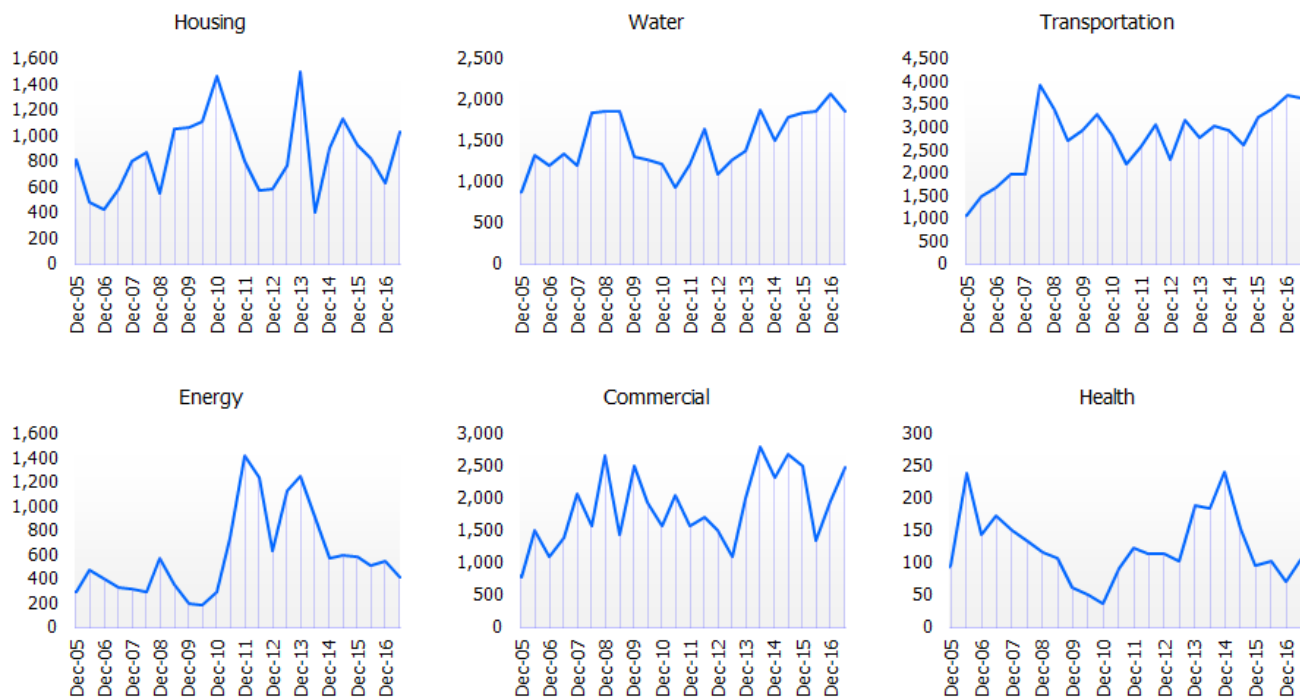 Housing
1,600
1,400
1,200
1,000
800
600
400
200
0
Dec-05
Dec-06
Dec-07
Dec-08
Dec-09
Dec-10
Dec-11
Dec-12
Dec-13
Dec-14
Dec-15
Dec-16
Water
2,500
2,000
1,500
1,000
500
0
Dec-05
Dec-06
Dec-07
Dec-08
Dec-09
Dec-10
Dec-11
Dec-12
Dec-13
Dec-14
Dec-15
Dec-16
Transportation
4,500
4,000
3,500
3,000
2,500
2,000
1,500
1,000
500
0
Dec-05
Dec-06
Dec-07
Dec-08
Dec-09
Dec-10
Dec-11
Dec-12
Dec-13
Dec-14
Dec-15
Dec-16
Energy
1,600
1,400
1,200
1,000
800
600
400
200
0
Dec-05
Dec-06
Dec-07
Dec-08
Dec-09
Dec-10
Dec-11
Dec-12
Dec-13
Dec-14
Dec-15
Dec-16
Commercial
3,000
2,500
2,000
1,500
1,000
500
0
Dec-05
Dec-06
Dec-07
Dec-08
Dec-09
Dec-10
Dec-11
Dec-12
Dec-13
Dec-14
Dec-15
Dec-16
Health
300
250
200
150
100
50
0
Dec-05
Dec-06
Dec-07
Dec-08
Dec-09
Dec-10
Dec-11
Dec-12
Dec-13
Dec-14
Dec-15
Dec-16